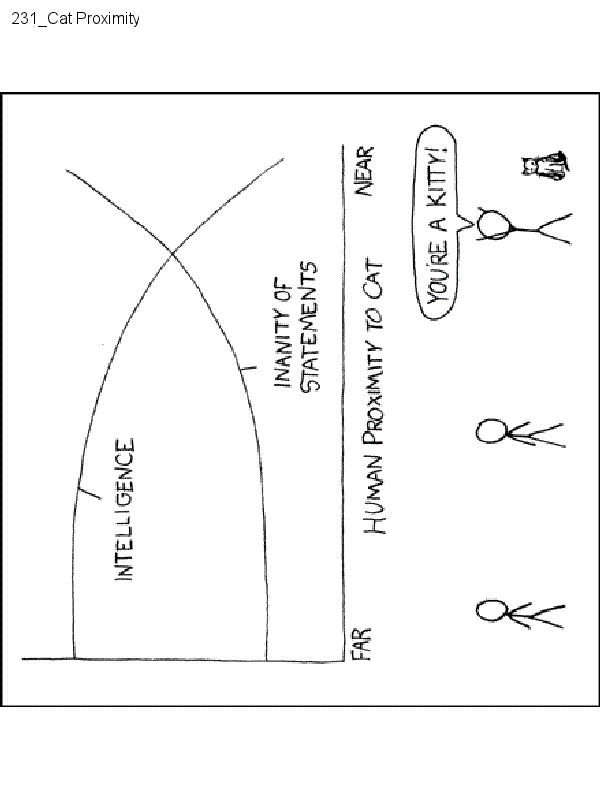 231_Cat Proximity
INTELLIGENCE
INANITY OF
STATEMENTS
FAR
NEAR
HUMAN PROXIMITY TO CAT
YOU'RE A KITTY!